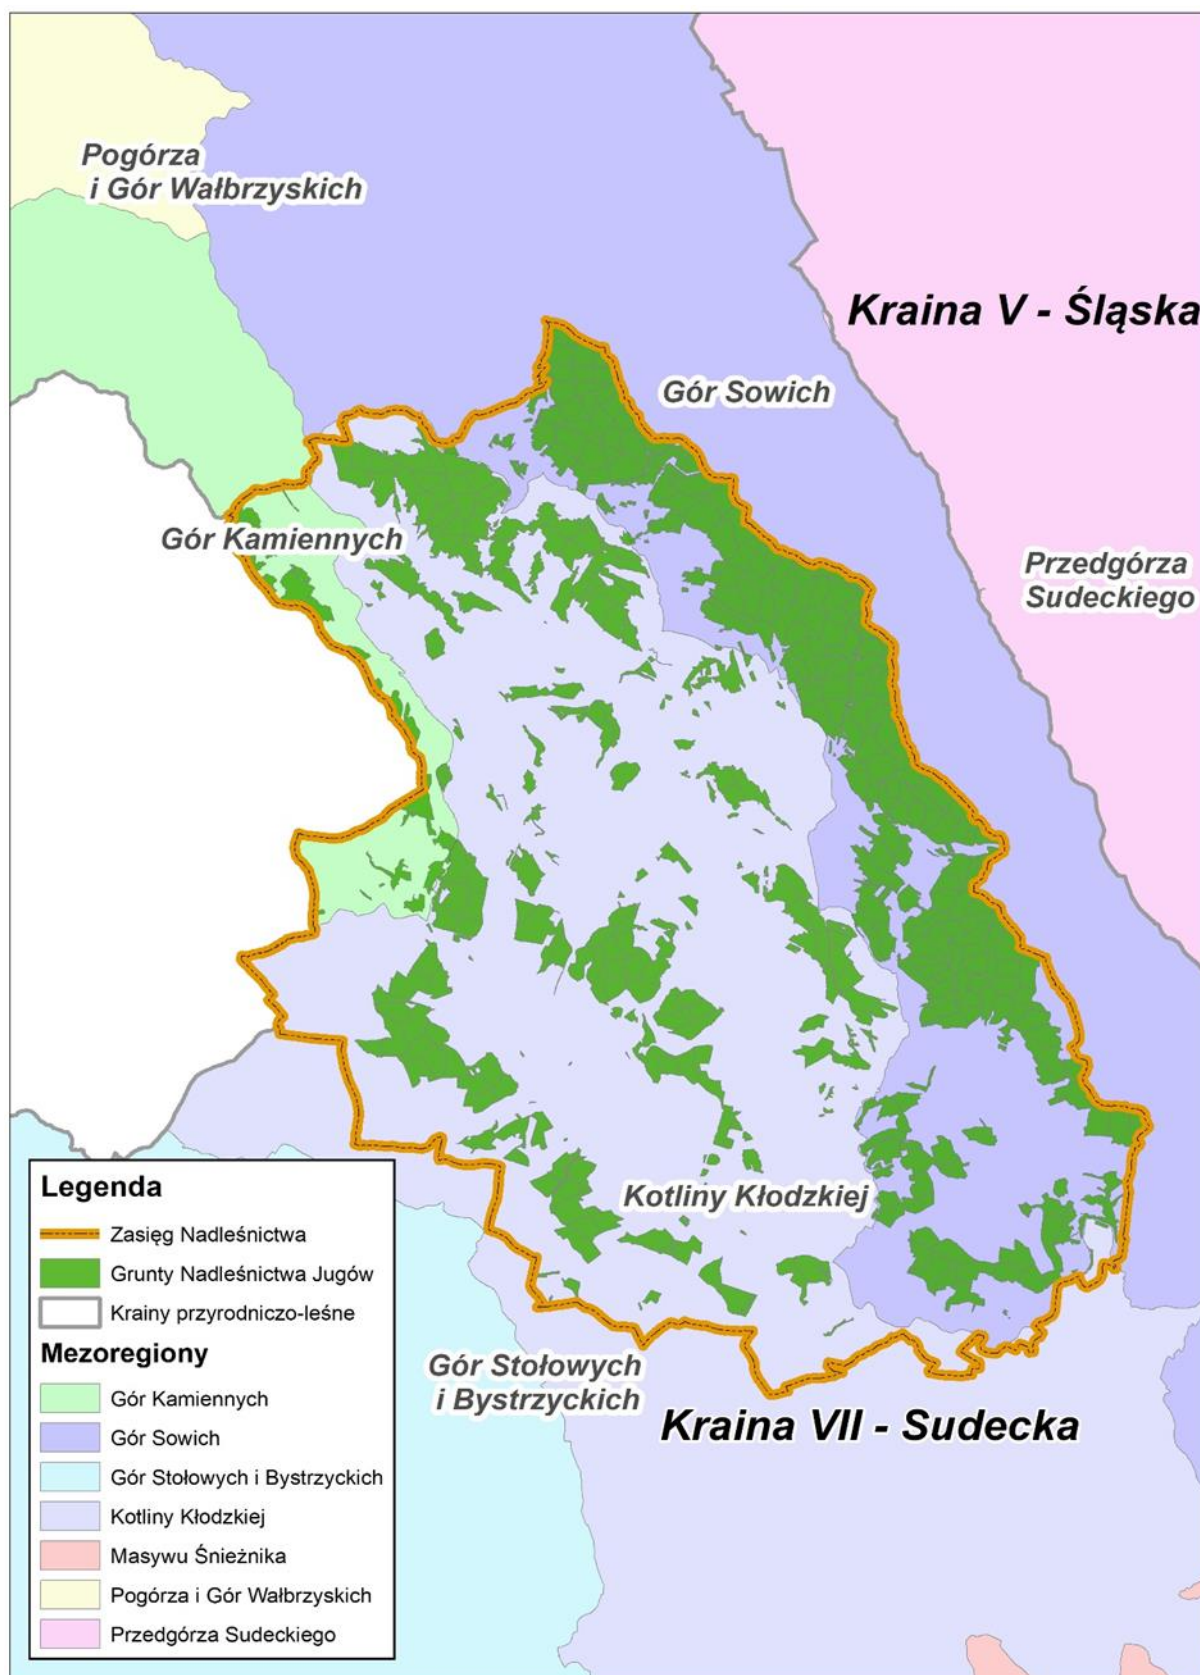 Pogórza
i Gór Wałbrzyskich
Kraina V - Śląska
Gór Sowich
Gór Kamiennych
Przedgórza
Sudeckiego
Kotliny Kłodzkiej
Gór Stołowych
i Bystrzyckich
Kraina VII - Sudecka
Legenda
Zasięg Nadleśnictwa
Grunty Nadleśnictwa Jugów
Krainy przyrodniczo-leśne
Mezoregiony
Gór Kamiennych
Gór Sowich
Gór Stołowych i Bystrzyckich
Kotliny Kłodzkiej
Masywu Śnieżnika
Pogórza i Gór Wałbrzyskich
Przedgórza Sudeckiego